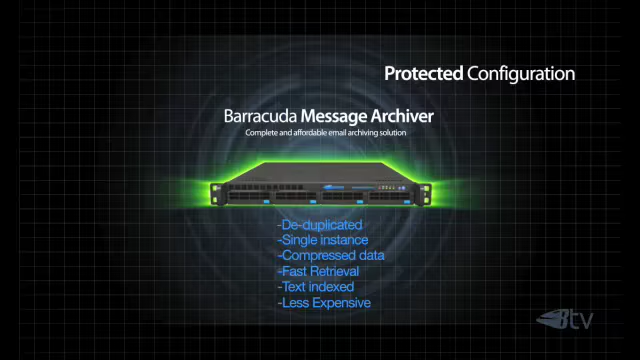 Protected Configuration
Barracuda Message Archiver
Complete and affordable email archiving solution
-De-duplicated
-Single instance
-Compressed data
-Fast Retrieval
-Text indexed
-Less Expensive
Btv